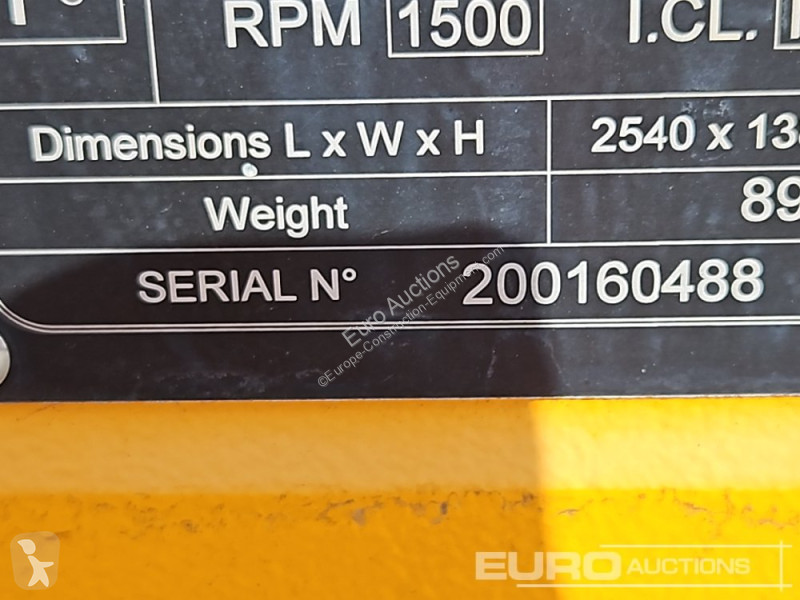 RPM 1500 I.CL.
Dimensions L x W x H 2540 x 13
Weight 89
SERIAL N° 200160488
Euro Auctions
©Europe-Construction-Equipment.com
EURO AUCTIONS